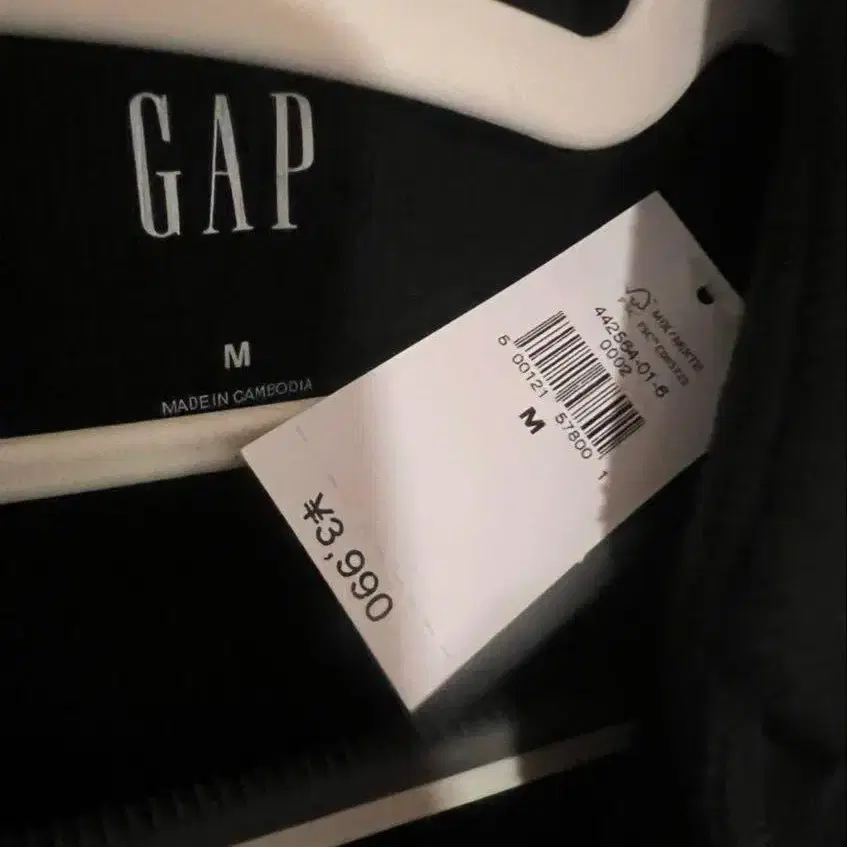 GAP
M
MADE IN CAMBODIA
442564-01-6
0002
5 00121 57800 1
M
¥3,990